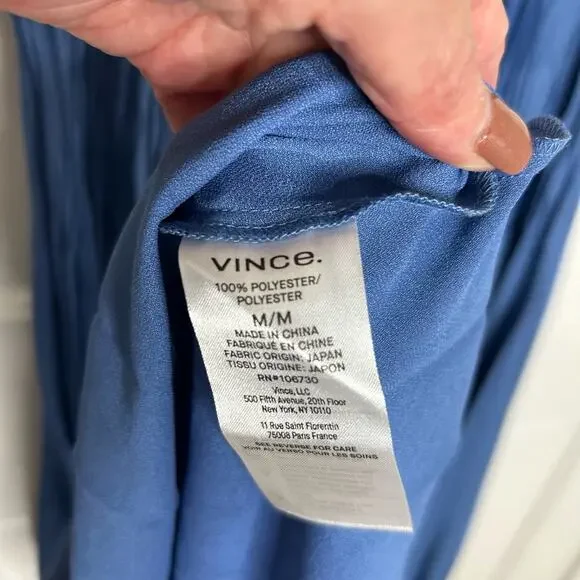 VINCe.
100% POLYESTER/
POLYESTER
M/M
MADE IN CHINA
FABRIQUÉ EN CHINE
FABRIC ORIGIN: JAPAN
TISSU ORIGINE: JAPON
RN#106730
Vince, LLC
500 Fifth Avenue, 20th Floor
New York, NY 10110
11 Rue Saint Florentin
75008 Paris France
SEE REVERSE FOR CARE
VOIR AU VERSO POUR LES SOINS